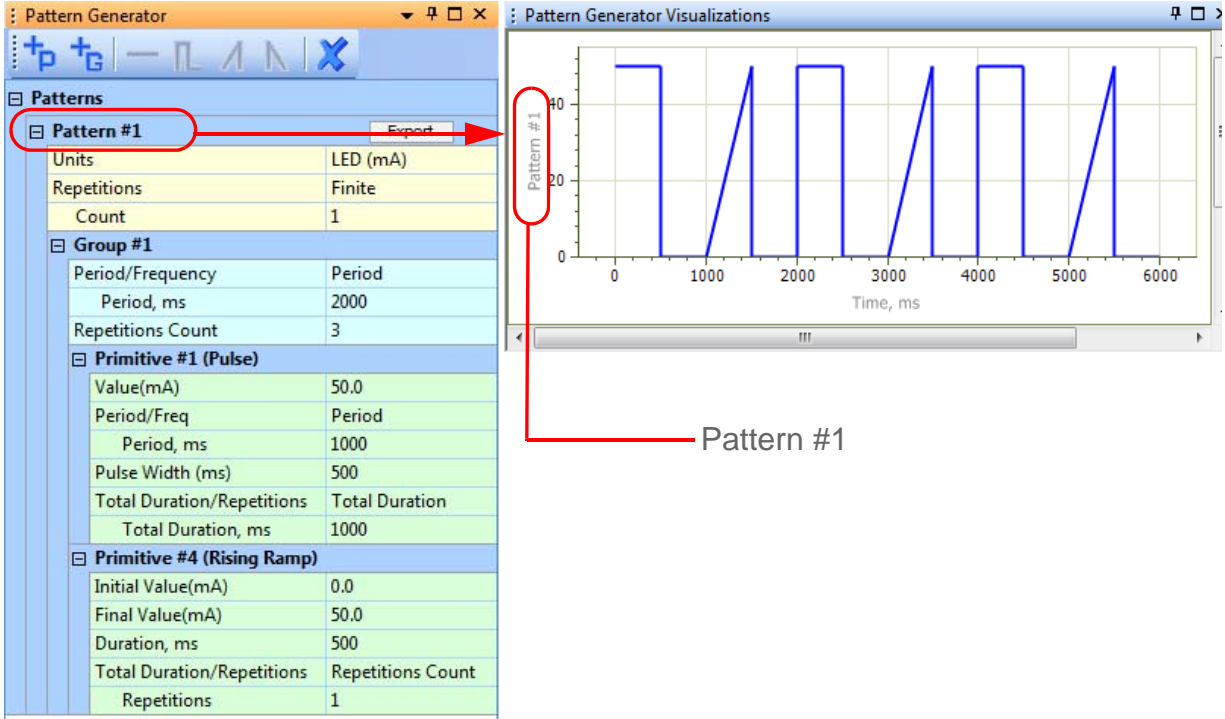 Pattern Generator
+P +G
Patterns
Pattern #1 Export
Units LED (mA)
Repetitions Finite
Count 1
Group #1
Period/Frequency Period
Period, ms 2000
Repetitions Count 3
Primitive #1 (Pulse)
Value(mA) 50.0
Period/Freq Period
Period, ms 1000
Pulse Width (ms) 500
Total Duration/Repetitions Total Duration
Total Duration, ms 1000
Primitive #4 (Rising Ramp)
Initial Value(mA) 0.0
Final Value(mA) 50.0
Duration, ms 500
Total Duration/Repetitions Repetitions Count
Repetitions 1
Pattern Generator Visualizations
Pattern #1
40
20
0
0 1000 2000 3000 4000 5000 6000
Time, ms
Pattern #1